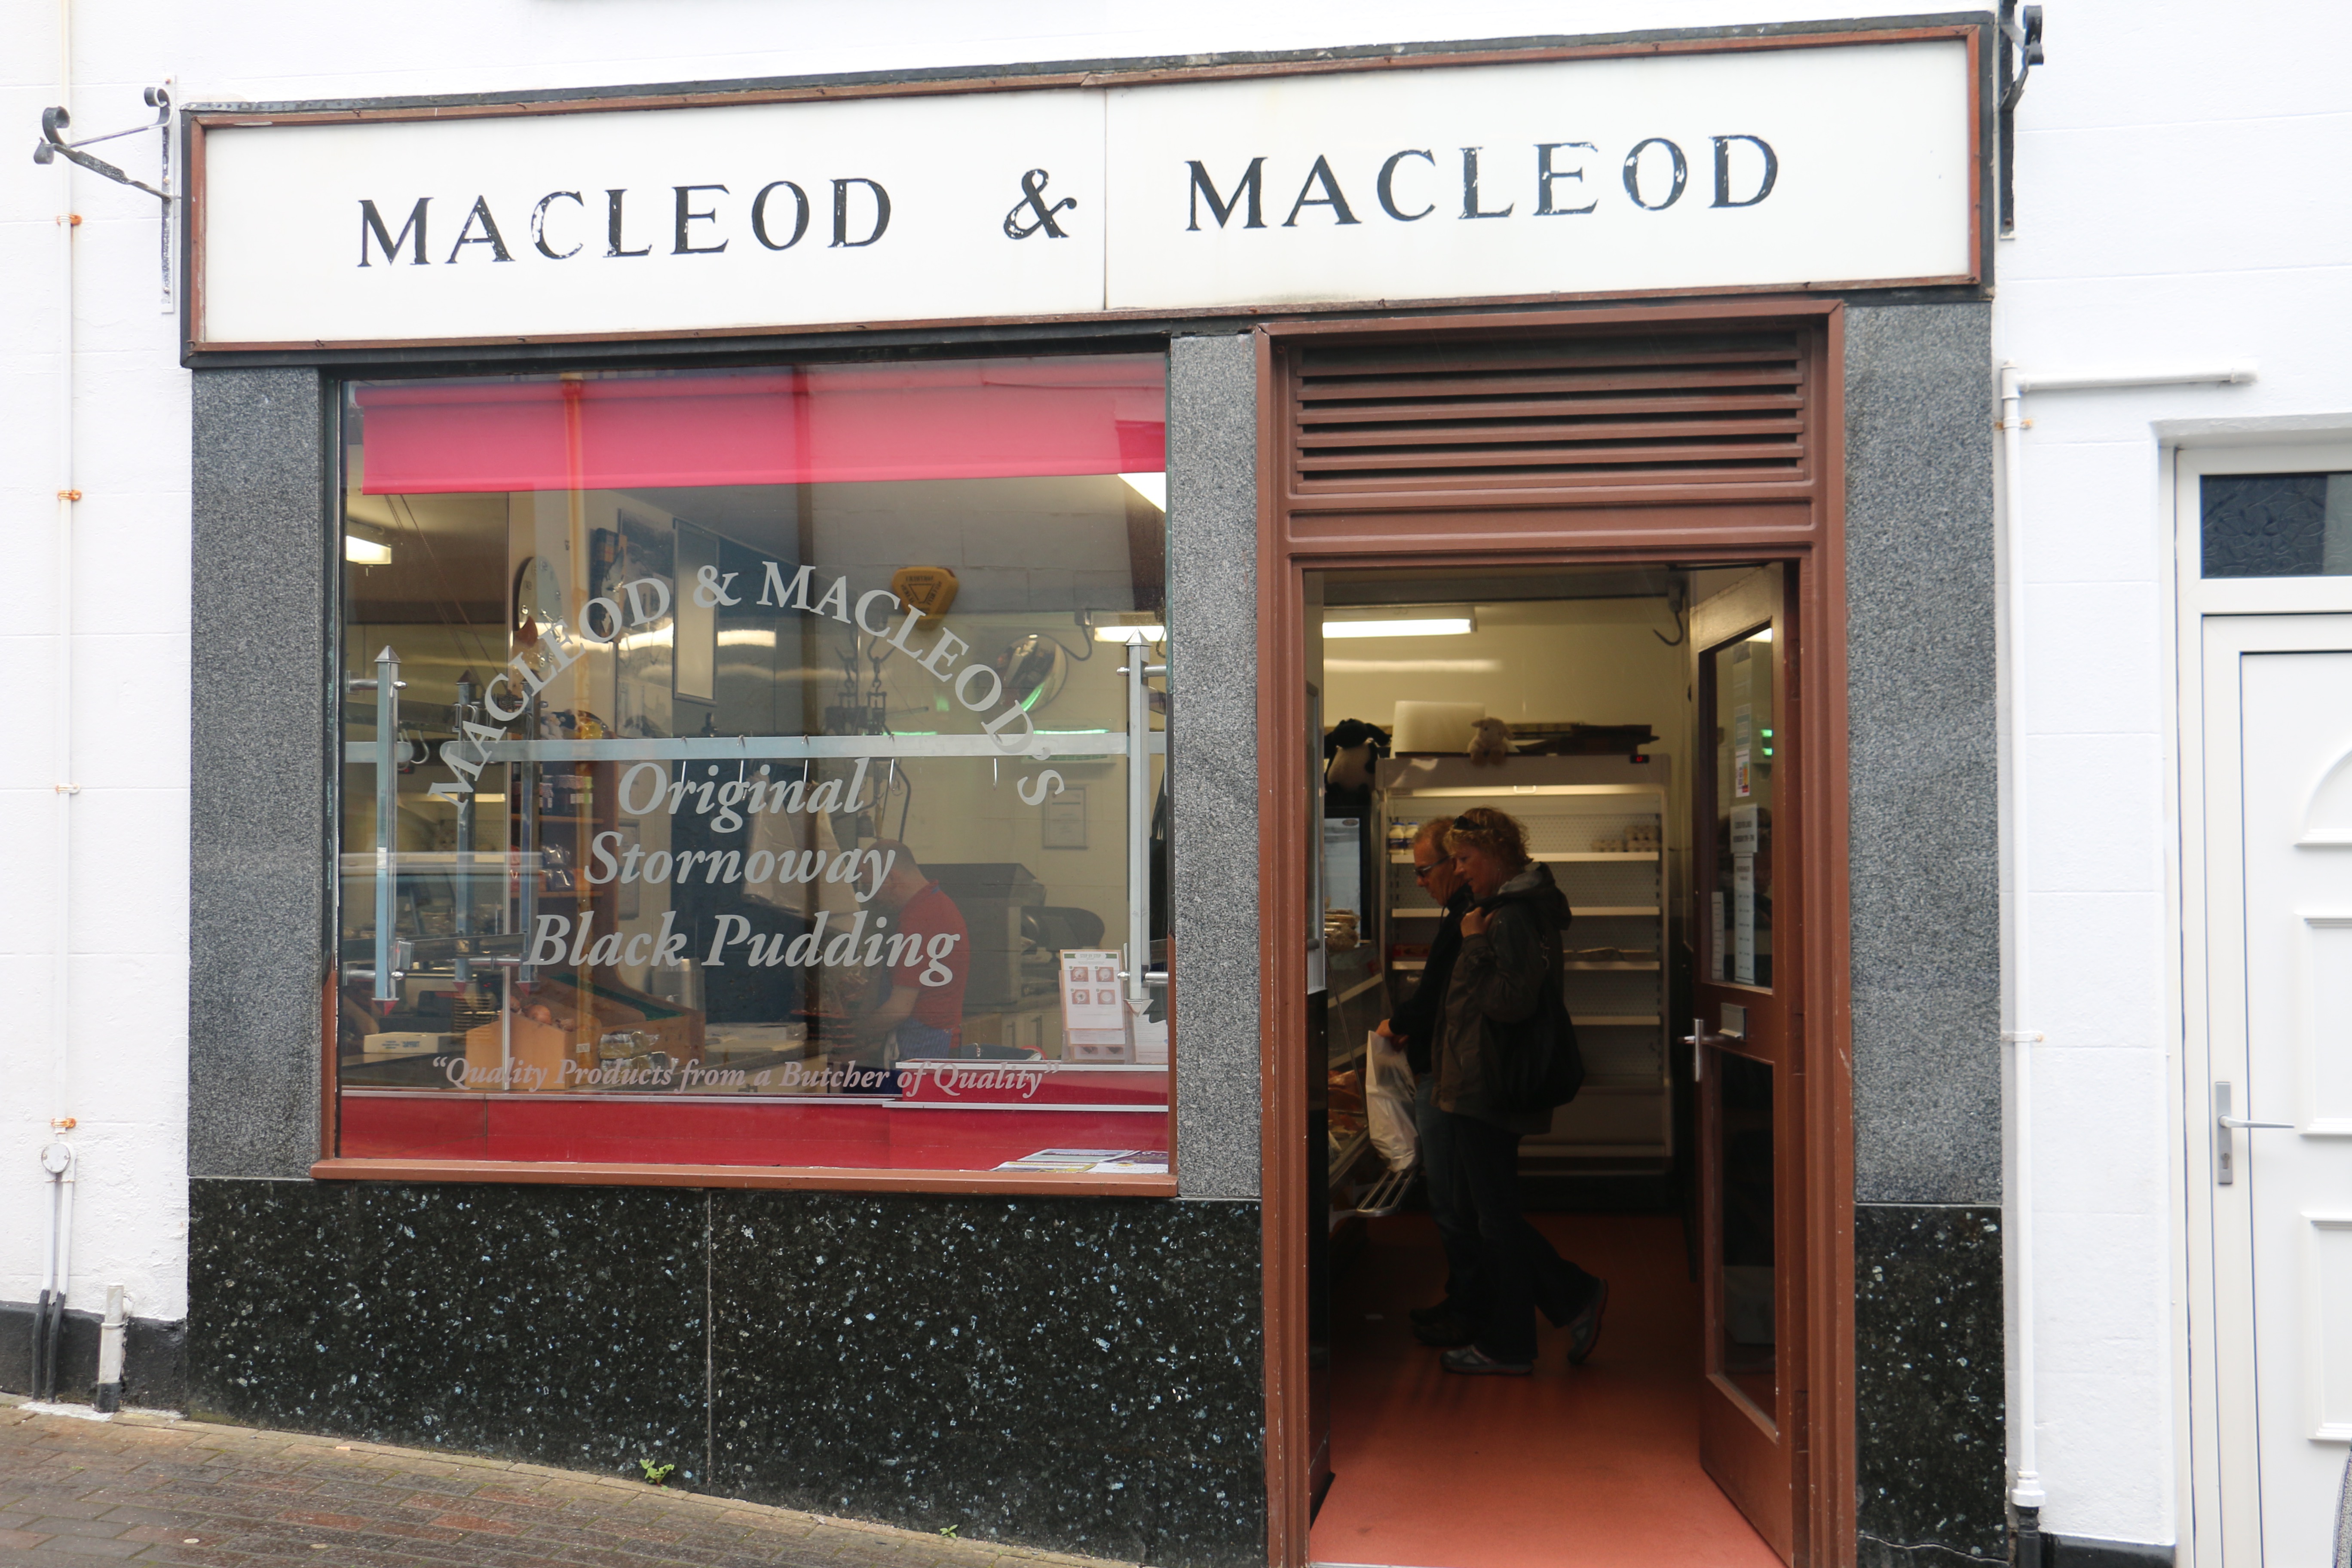 MACLEOD & MACLEOD
MACLEOD & MACLEOD'S
Original
Stornoway
Black Pudding
"Quality Products from a Butcher of Quality"